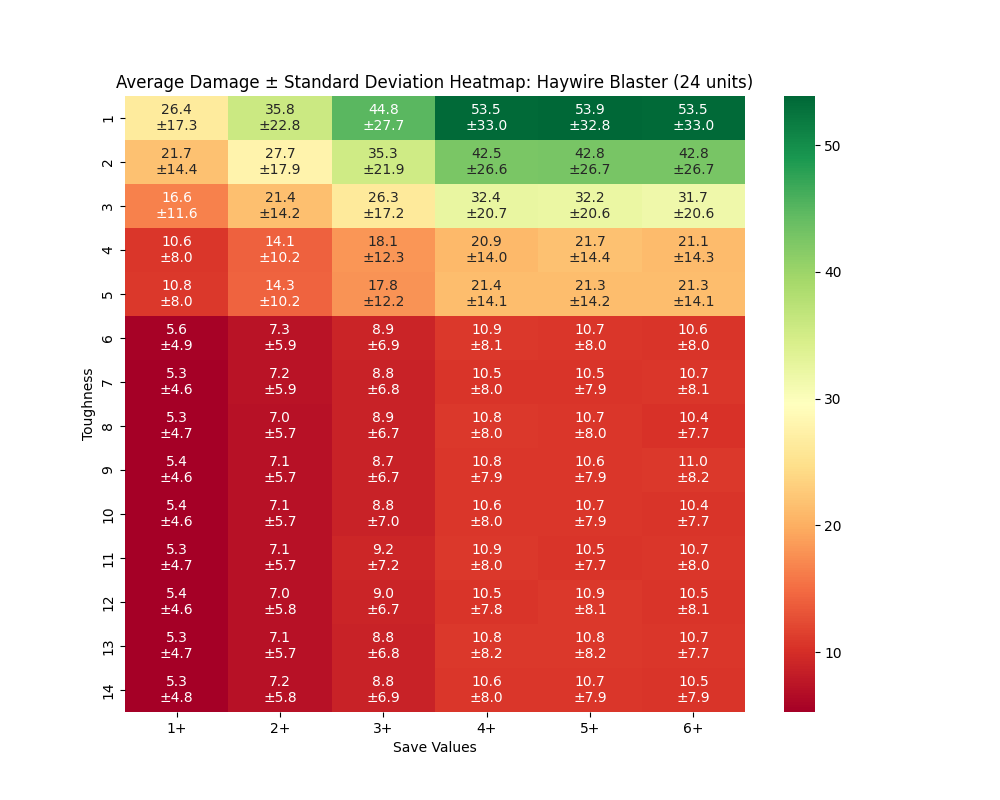 Average Damage ± Standard Deviation Heatmap: Haywire Blaster (24 units)
Toughness
1 26.4 35.8 44.8 53.5 53.9 53.5
±17.3 ±22.8 ±27.7 ±33.0 ±32.8 ±33.0
2 21.7 27.7 35.3 42.5 42.8 42.8
±14.4 ±17.9 ±21.9 ±26.6 ±26.7 ±26.7
3 16.6 21.4 26.3 32.4 32.2 31.7
±11.6 ±14.2 ±17.2 ±20.7 ±20.6 ±20.6
4 10.6 14.1 18.1 20.9 21.7 21.1
±8.0 ±10.2 ±12.3 ±14.0 ±14.4 ±14.3
5 10.8 14.3 17.8 21.4 21.3 21.3
±8.0 ±10.2 ±12.2 ±14.1 ±14.2 ±14.1
6 5.6 7.3 8.9 10.9 10.7 10.6
±4.9 ±5.9 ±6.9 ±8.1 ±8.0 ±8.0
7 5.3 7.2 8.8 10.5 10.5 10.7
±4.6 ±5.9 ±6.8 ±8.0 ±7.9 ±8.1
8 5.3 7.0 8.9 10.8 10.7 10.4
±4.7 ±5.7 ±6.7 ±8.0 ±8.0 ±7.7
9 5.4 7.1 8.7 10.8 10.6 11.0
±4.6 ±5.7 ±6.7 ±7.9 ±7.9 ±8.2
10 5.4 7.1 8.8 10.6 10.7 10.4
±4.6 ±5.7 ±7.0 ±8.0 ±7.9 ±7.7
11 5.3 7.1 9.2 10.9 10.5 10.7
±4.7 ±5.7 ±7.2 ±8.0 ±7.7 ±8.0
12 5.4 7.0 9.0 10.5 10.9 10.5
±4.6 ±5.8 ±6.7 ±7.8 ±8.1 ±8.1
13 5.3 7.1 8.8 10.8 10.8 10.7
±4.7 ±5.7 ±6.8 ±8.2 ±8.2 ±7.7
14 5.3 7.2 8.8 10.6 10.7 10.5
±4.8 ±5.8 ±6.9 ±8.0 ±7.9 ±7.9
1+ 2+ 3+ 4+ 5+ 6+
Save Values
50
40
30
20
10